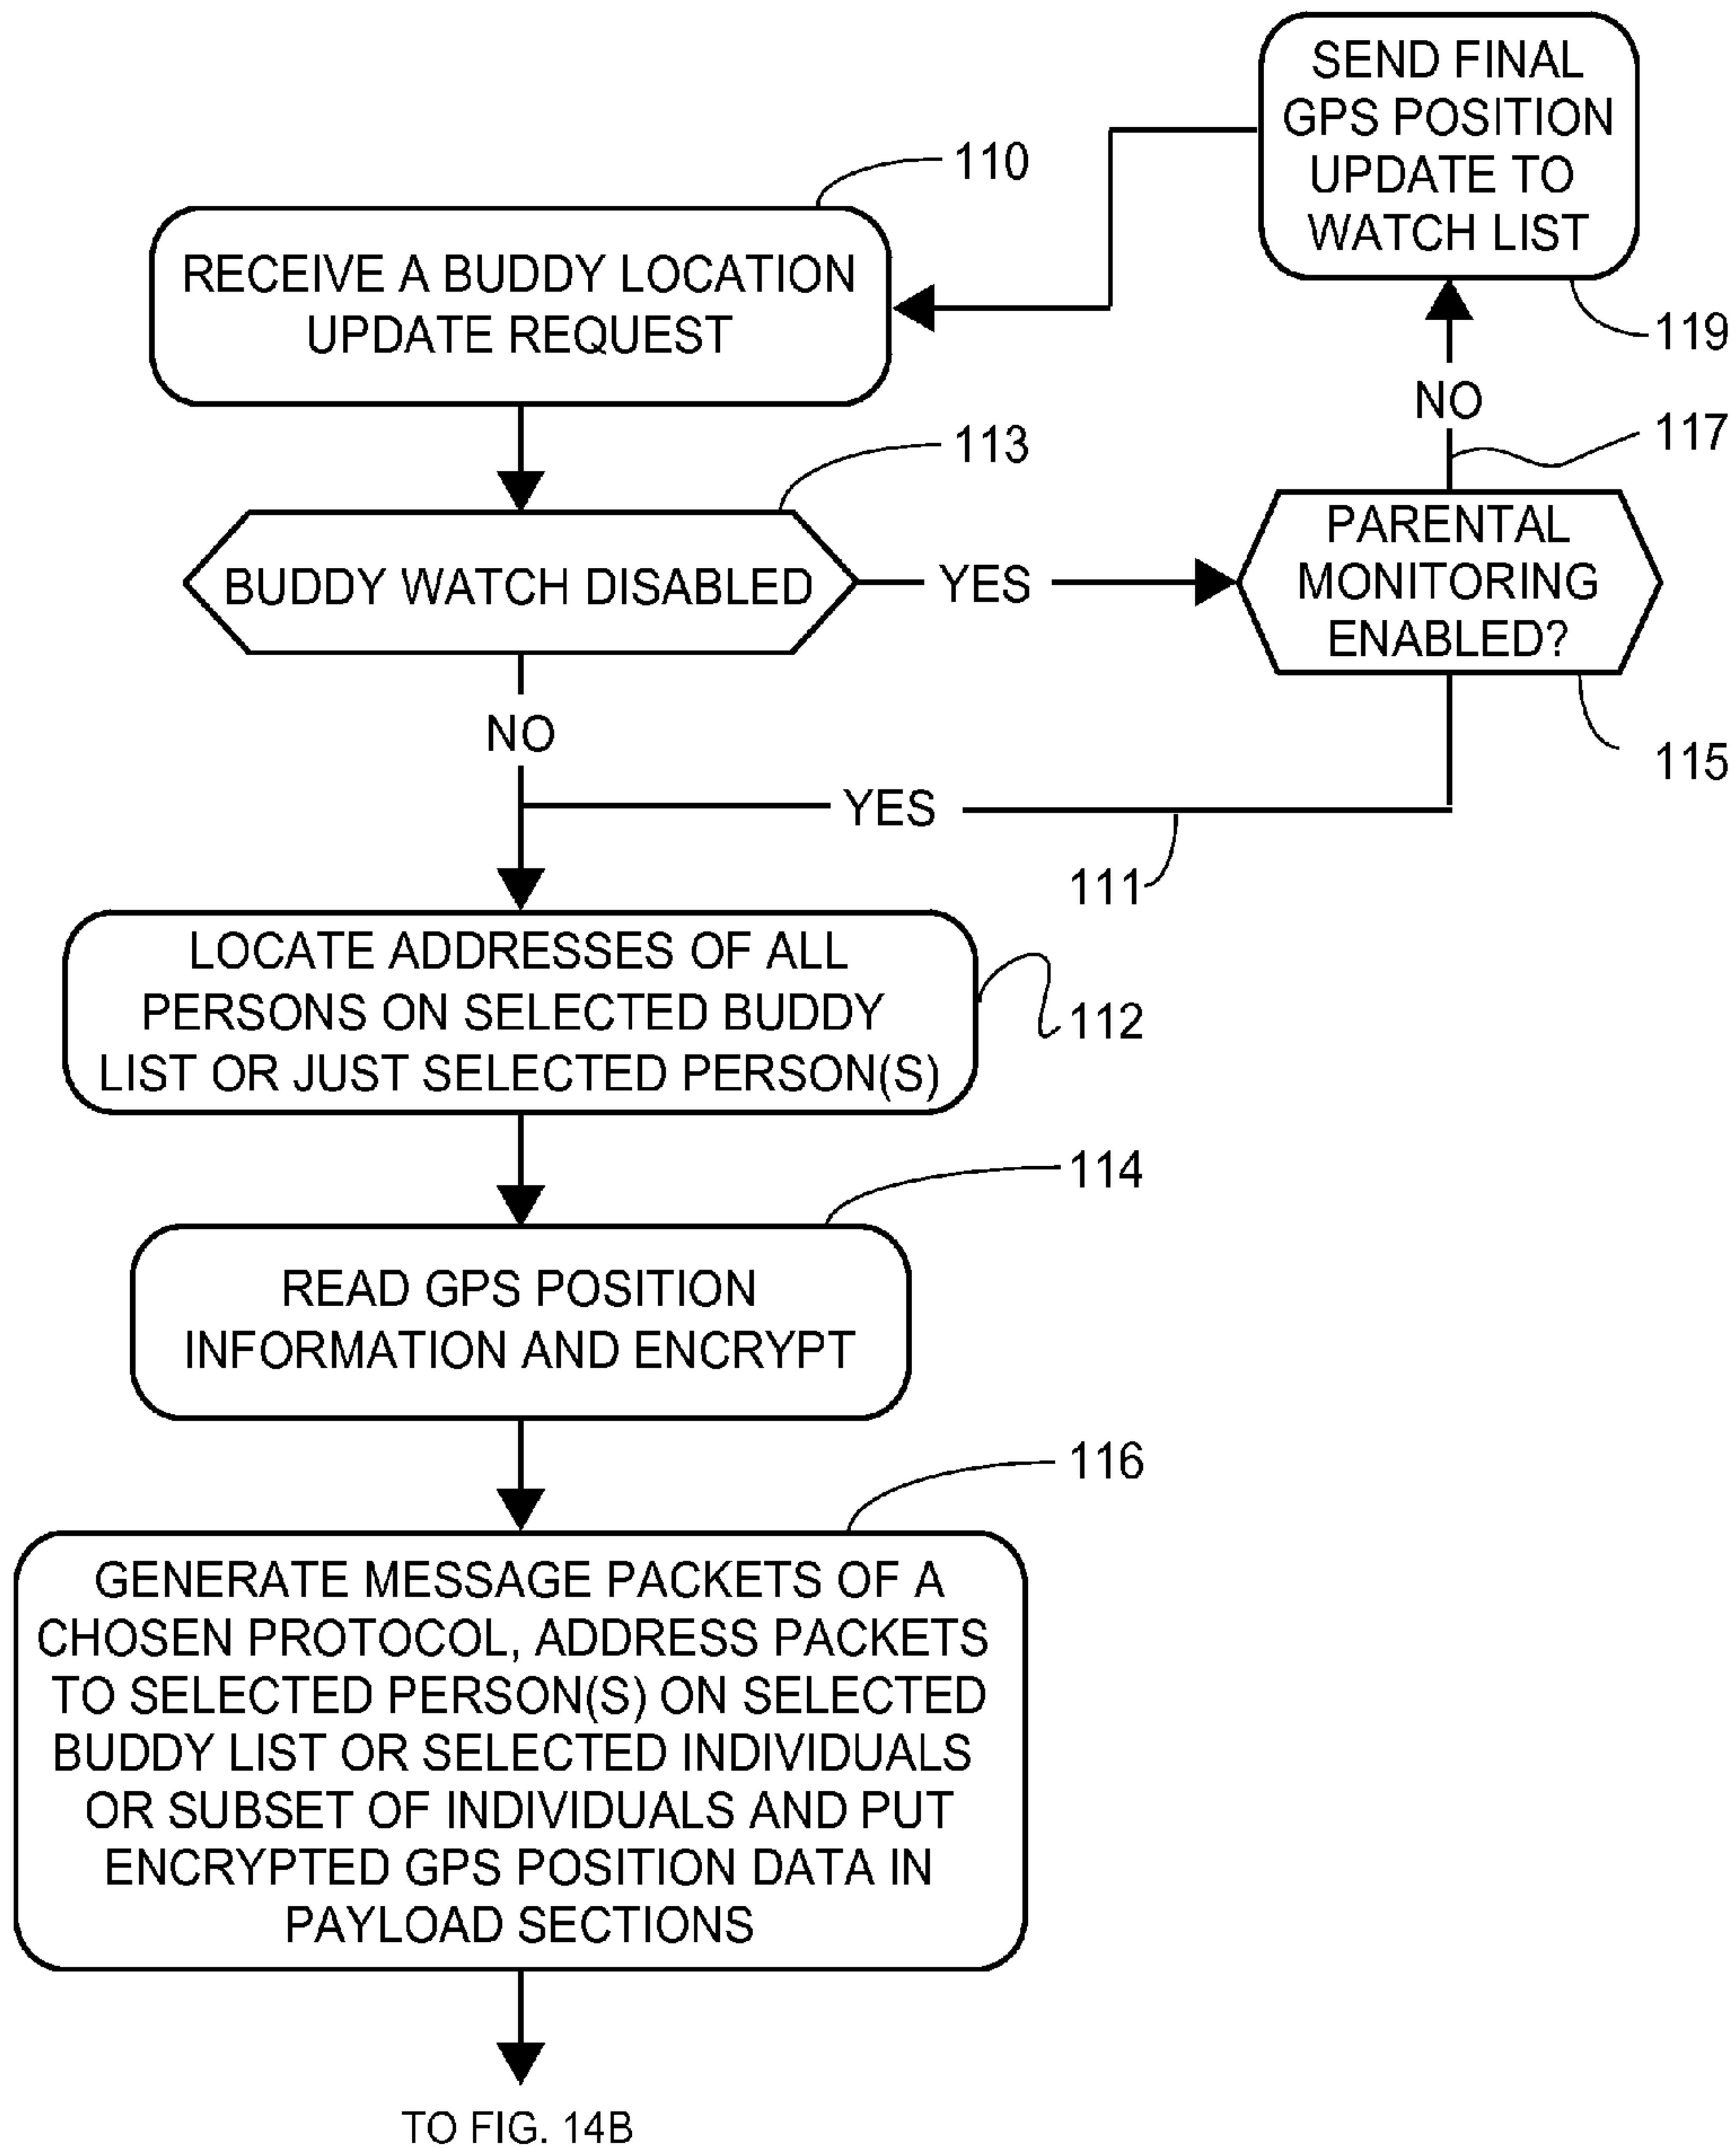 SEND FINAL
GPS POSITION
UPDATE TO
WATCH LIST
119
110
RECEIVE A BUDDY LOCATION
UPDATE REQUEST
NO
117
113
BUDDY WATCH DISABLED
YES
PARENTAL
MONITORING
ENABLED?
115
NO
YES
111
LOCATE ADDRESSES OF ALL
PERSONS ON SELECTED BUDDY
LIST OR JUST SELECTED PERSON(S)
112
114
READ GPS POSITION
INFORMATION AND ENCRYPT
116
GENERATE MESSAGE PACKETS OF A
CHOSEN PROTOCOL, ADDRESS PACKETS
TO SELECTED PERSON(S) ON SELECTED
BUDDY LIST OR SELECTED INDIVIDUALS
OR SUBSET OF INDIVIDUALS AND PUT
ENCRYPTED GPS POSITION DATA IN
PAYLOAD SECTIONS
TO FIG. 14B